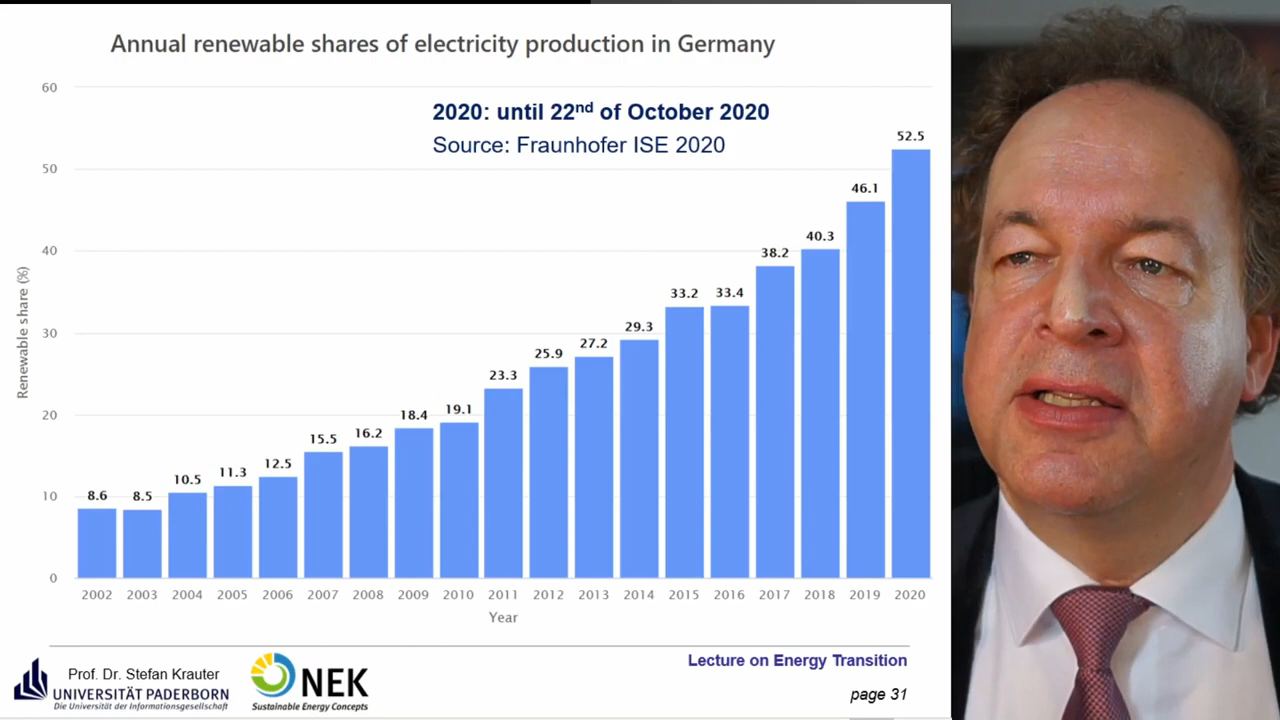 Annual renewable shares of electricity production in Germany
2020: until 22nd of October 2020
Source: Fraunhofer ISE 2020
Renewable share (%)
60
50
40
30
20
10
0
8.6
8.5
10.5
11.3
12.5
15.5
16.2
18.4
19.1
23.3
25.9
27.2
29.3
33.2
33.4
38.2
40.3
46.1
52.5
2002 2003 2004 2005 2006 2007 2008 2009 2010 2011 2012 2013 2014 2015 2016 2017 2018 2019 2020
Year
Prof. Dr. Stefan Krauter
UNIVERSITÄT PADERBORN
Die Universität der Informationsgesellschaft
NEK
Sustainable Energy Concepts
Lecture on Energy Transition
page 31